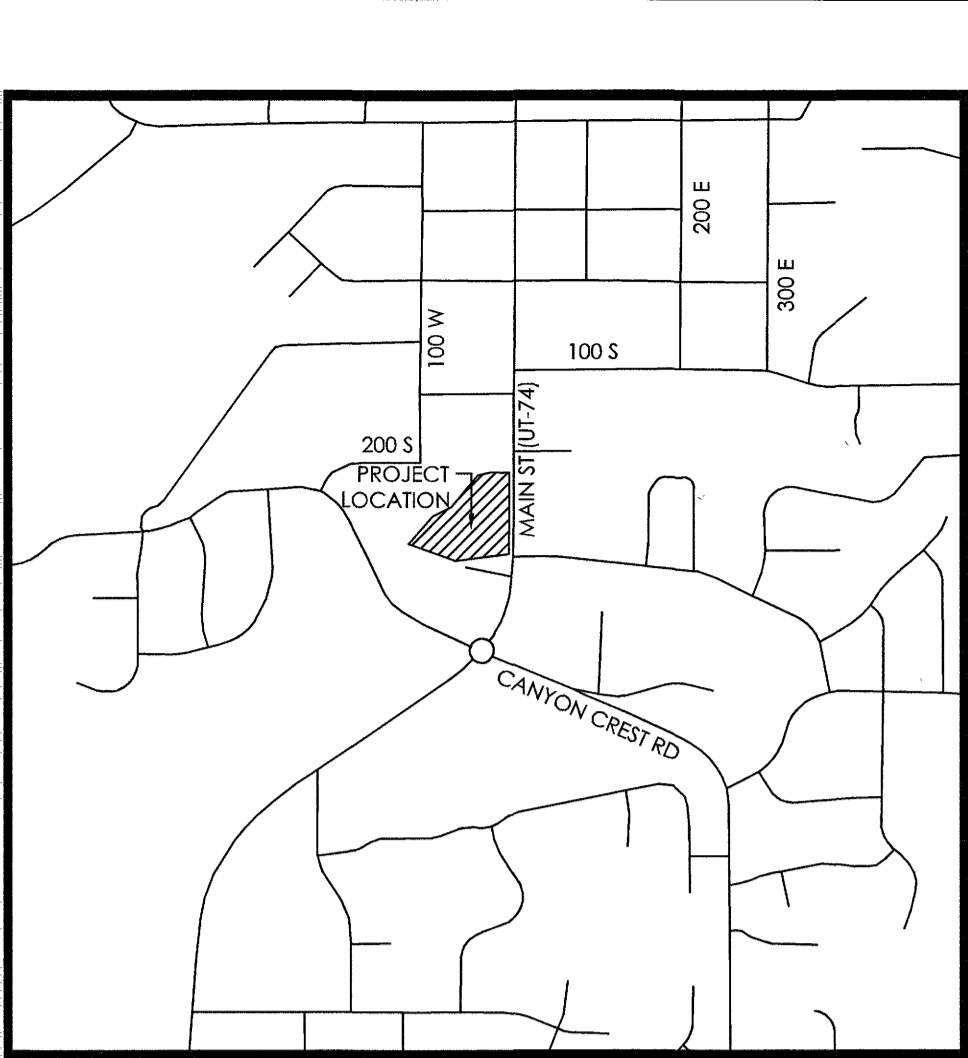 200 E
300 E
100 W
100 S
MAIN ST (UT-74)
200 S
PROJECT
LOCATION
CANYON CREST RD